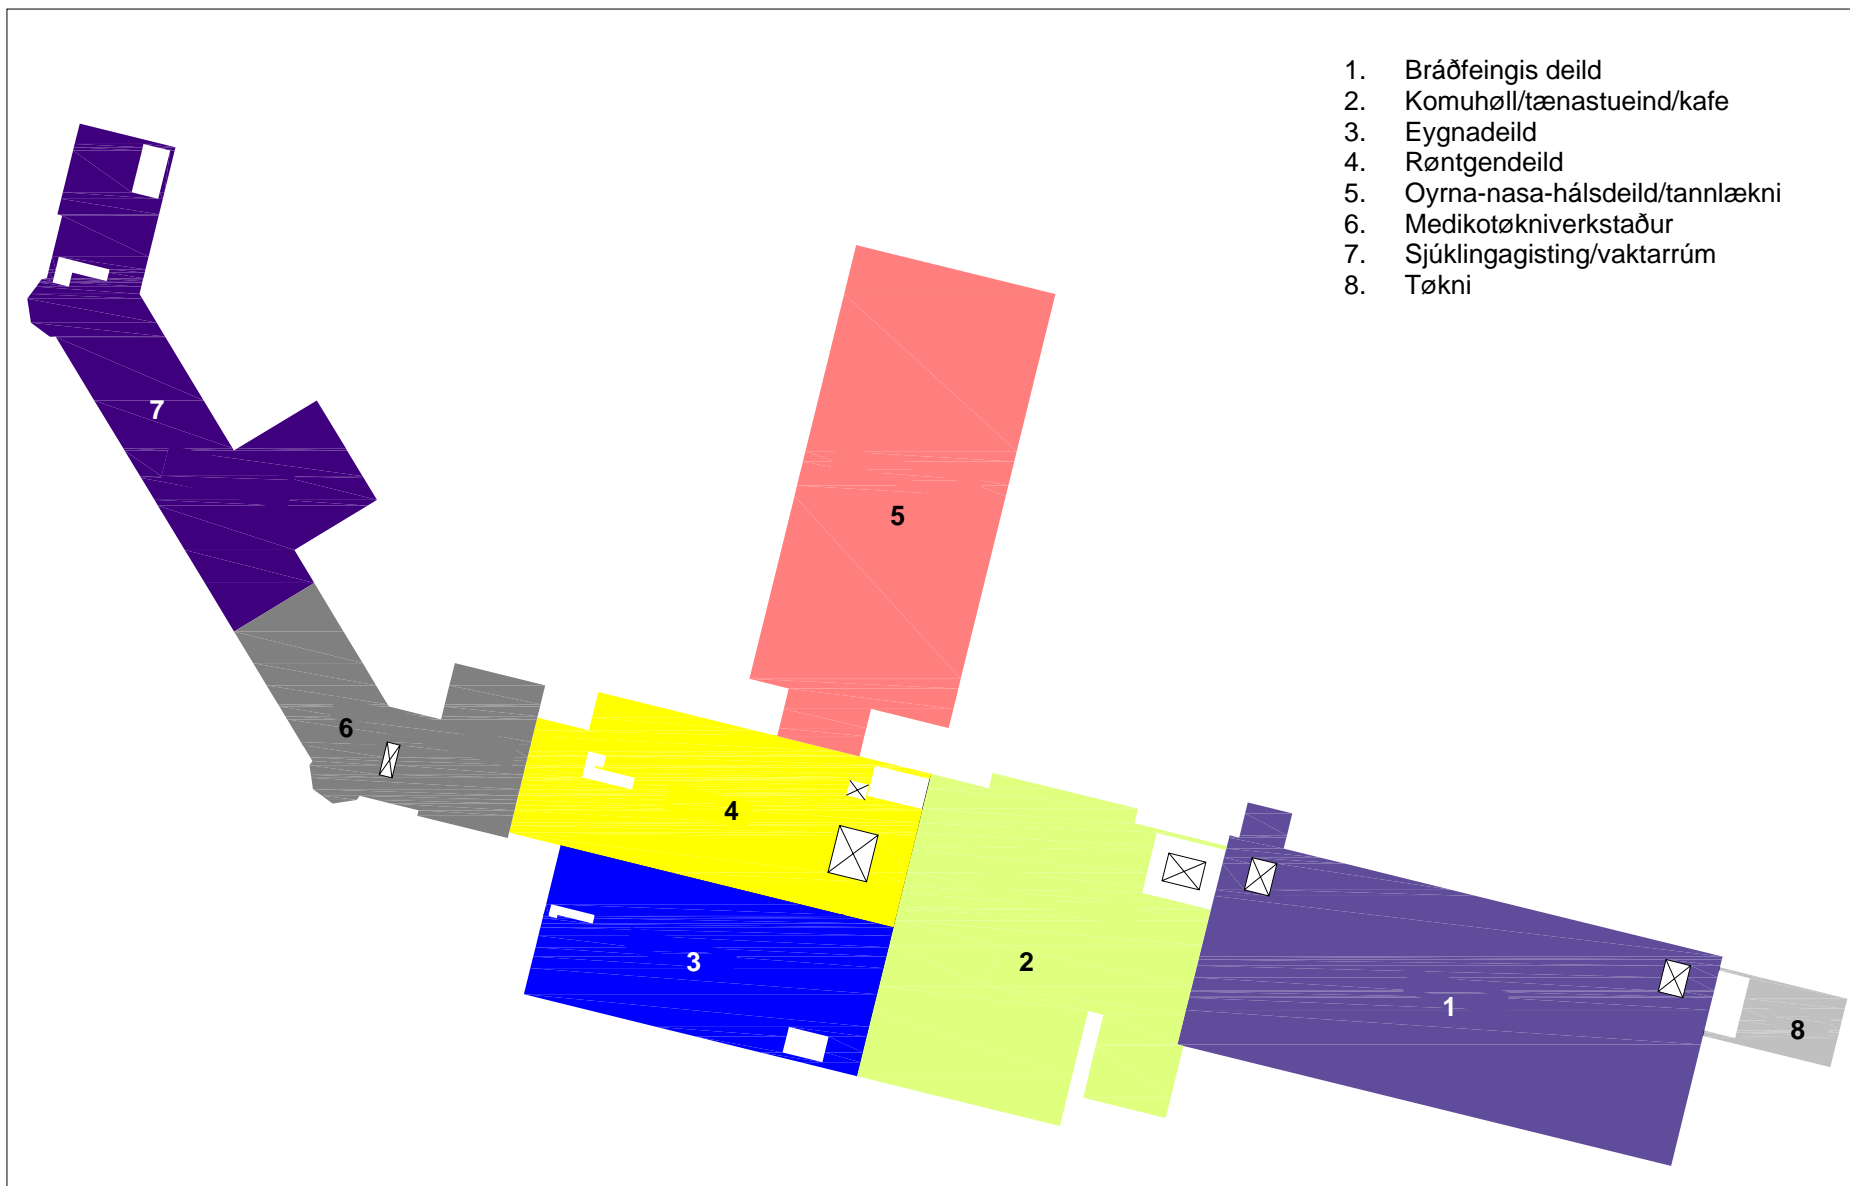 1. Bráðfeingis deild
2. Komuhøll/tænastueind/kafe
3. Eygnadeild
4. Røntgendeild
5. Oyrna-nasa-hálsdeild/tannlækni
6. Medikotøkniverkstaður
7. Sjúklingagisting/vaktarrúm
8. Tøkni
7
5
6
4
3
2
1
8